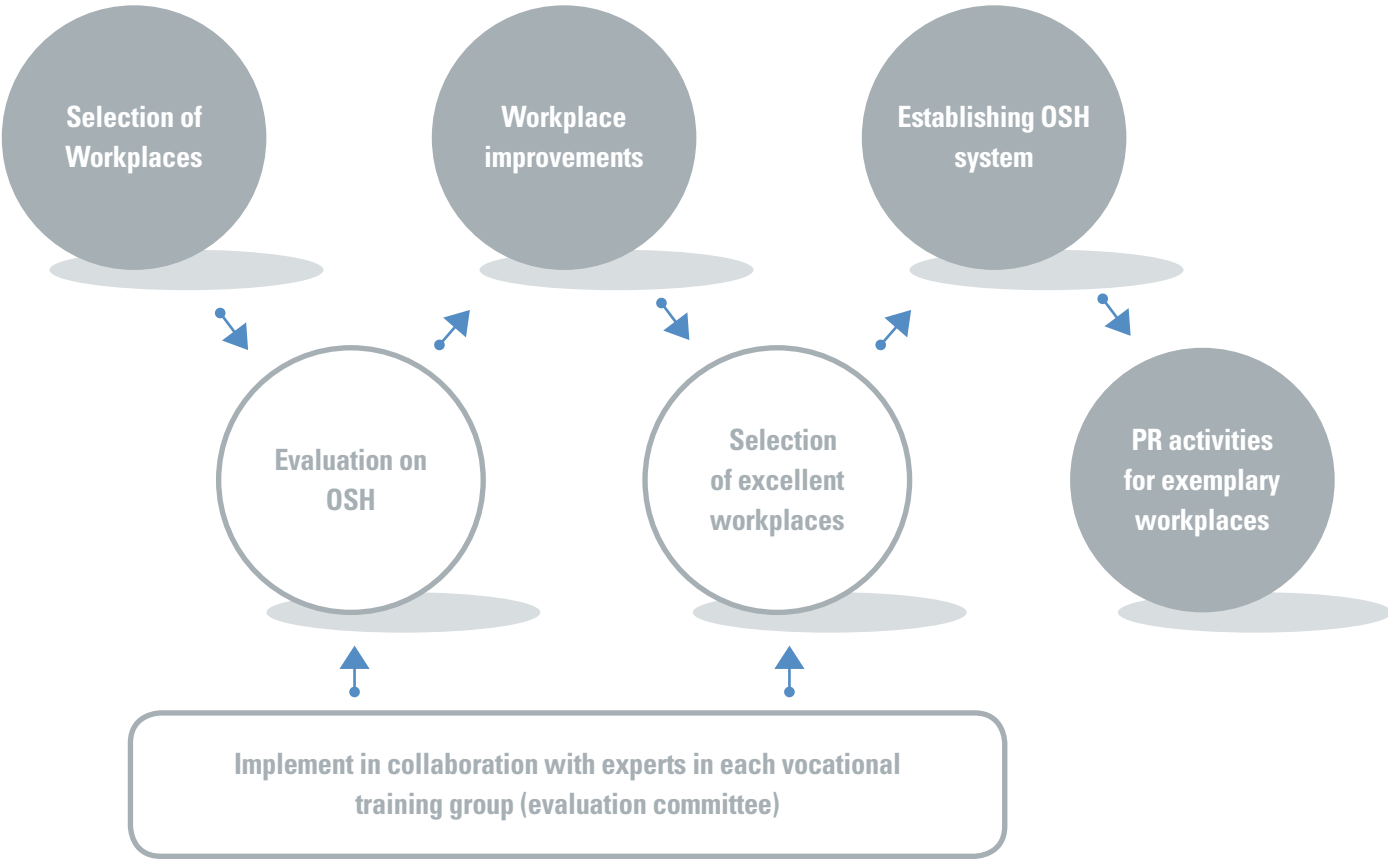 Selection of
Workplaces
Workplace
improvements
Establishing OSH
system
Evaluation on
OSH
Selection
of excellent
workplaces
PR activities
for exemplary
workplaces
Implement in collaboration with experts in each vocational
training group (evaluation committee)